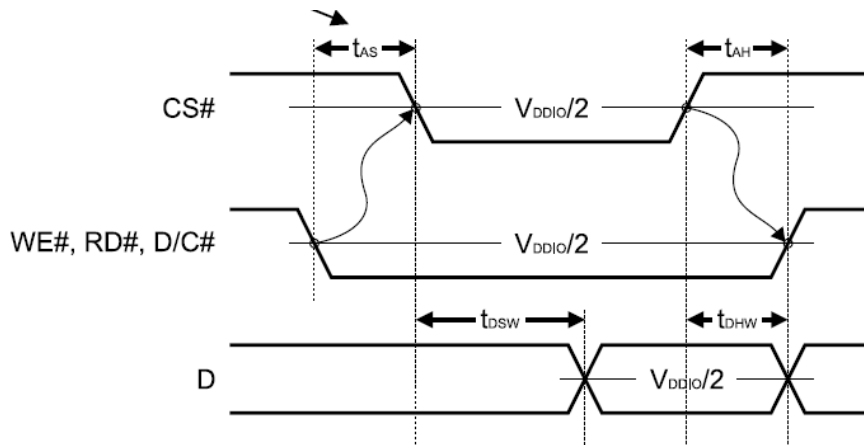 tAS tAH
CS# VDDIO/2
WE#, RD#, D/C# VDDIO/2
tDSW tDHW
D VDDIO/2